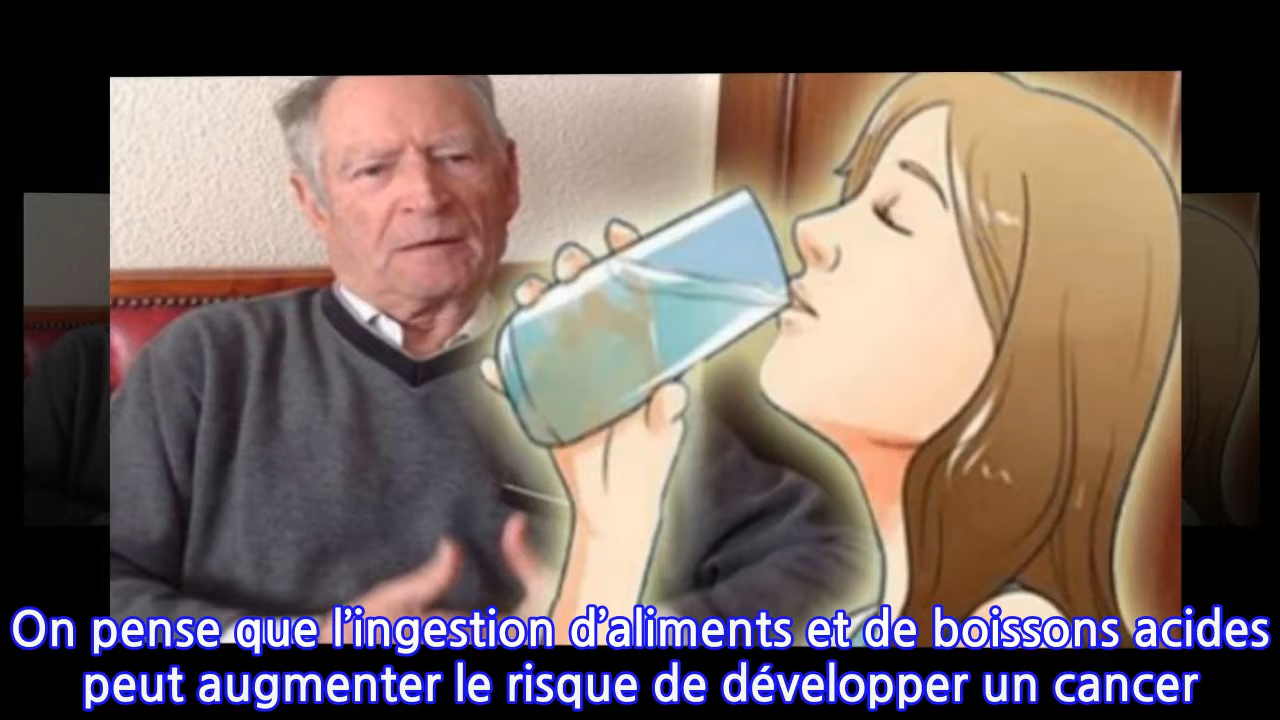 On pense que l'ingestion d'aliments et de boissons acides
peut augmenter le risque de développer un cancer